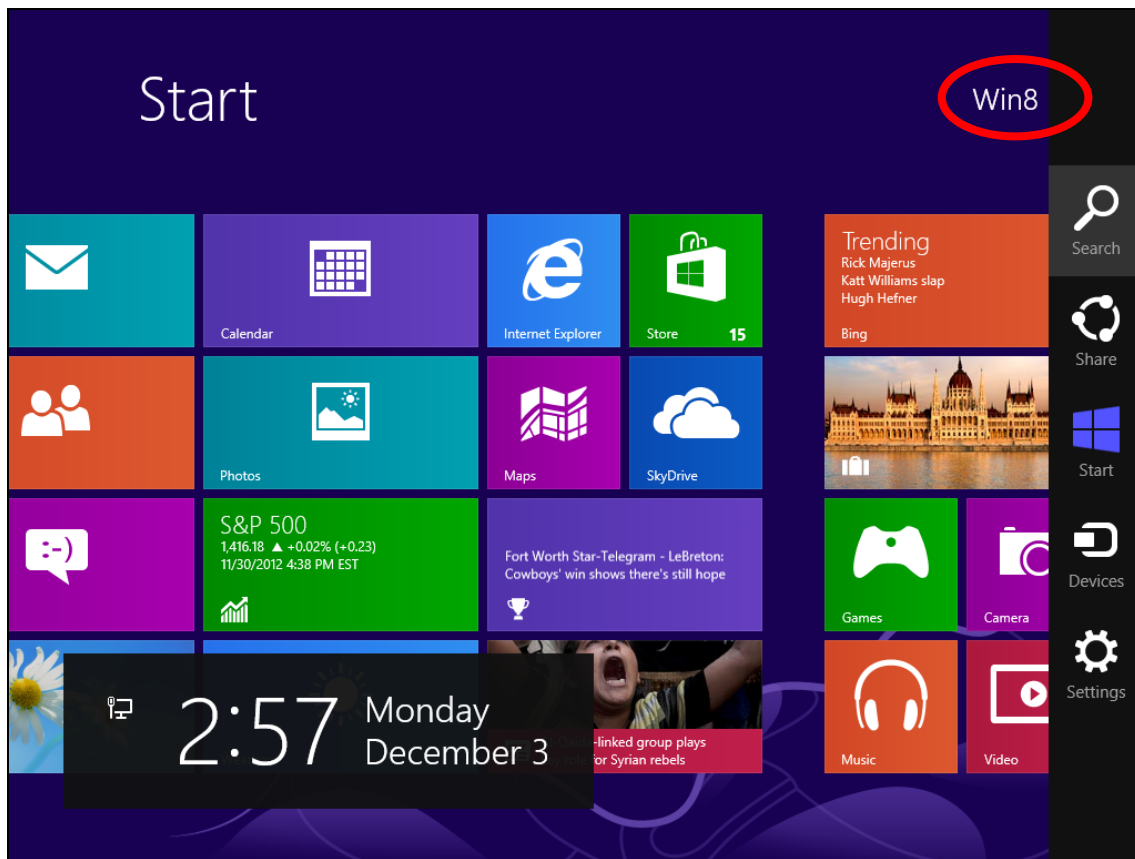 Start
Win8
Search
Share
Start
Devices
Settings
Calendar
Internet Explorer
Store 15
Trending
Rick Majerus
Katt Williams slap
Hugh Hefner
Bing
Photos
Maps
SkyDrive
S&P 500
1,416.18 ▲ +0.02% (+0.23)
11/30/2012 4:38 PM EST
Fort Worth Star-Telegram - LeBreton:
Cowboys' win shows there's still hope
Games
Camera
2:57
Monday
December 3
-linked group plays
for Syrian rebels
Music
Video